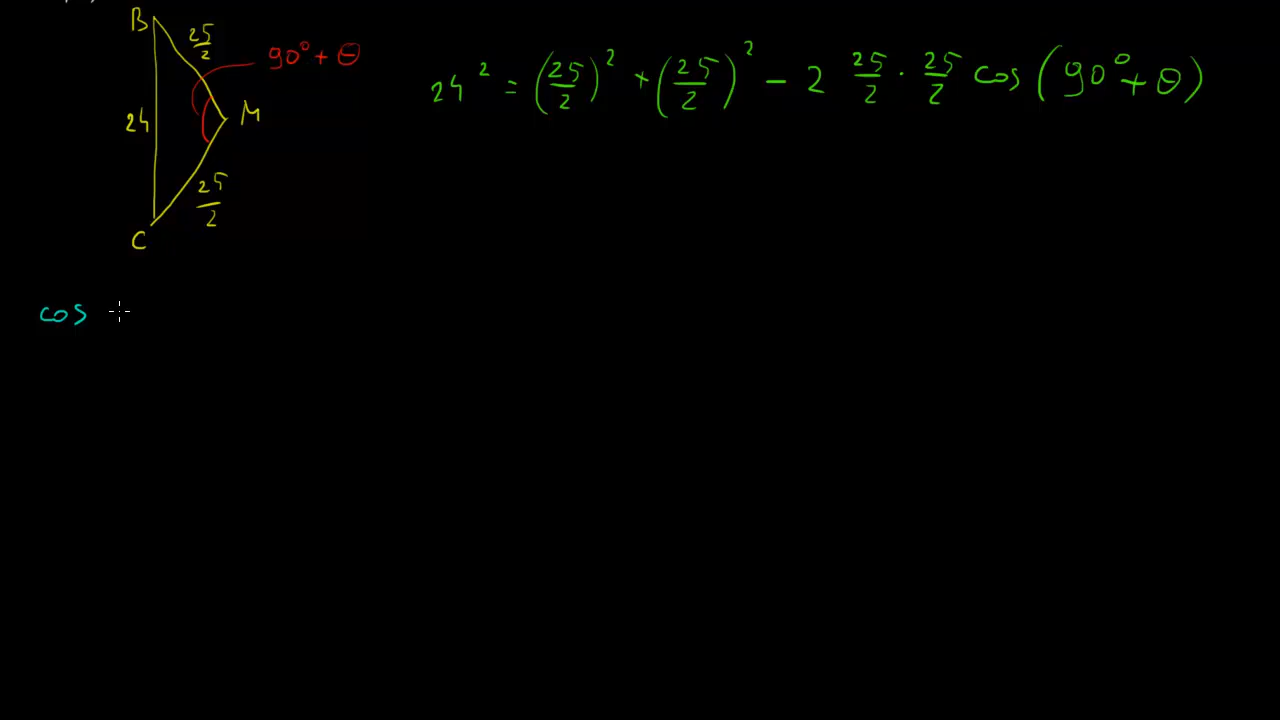 B
25/2
90° + θ
24
M
25/2
C
24² = (25/2)² + (25/2)² − 2 25/2 · 25/2 cos (90° + θ)
cos